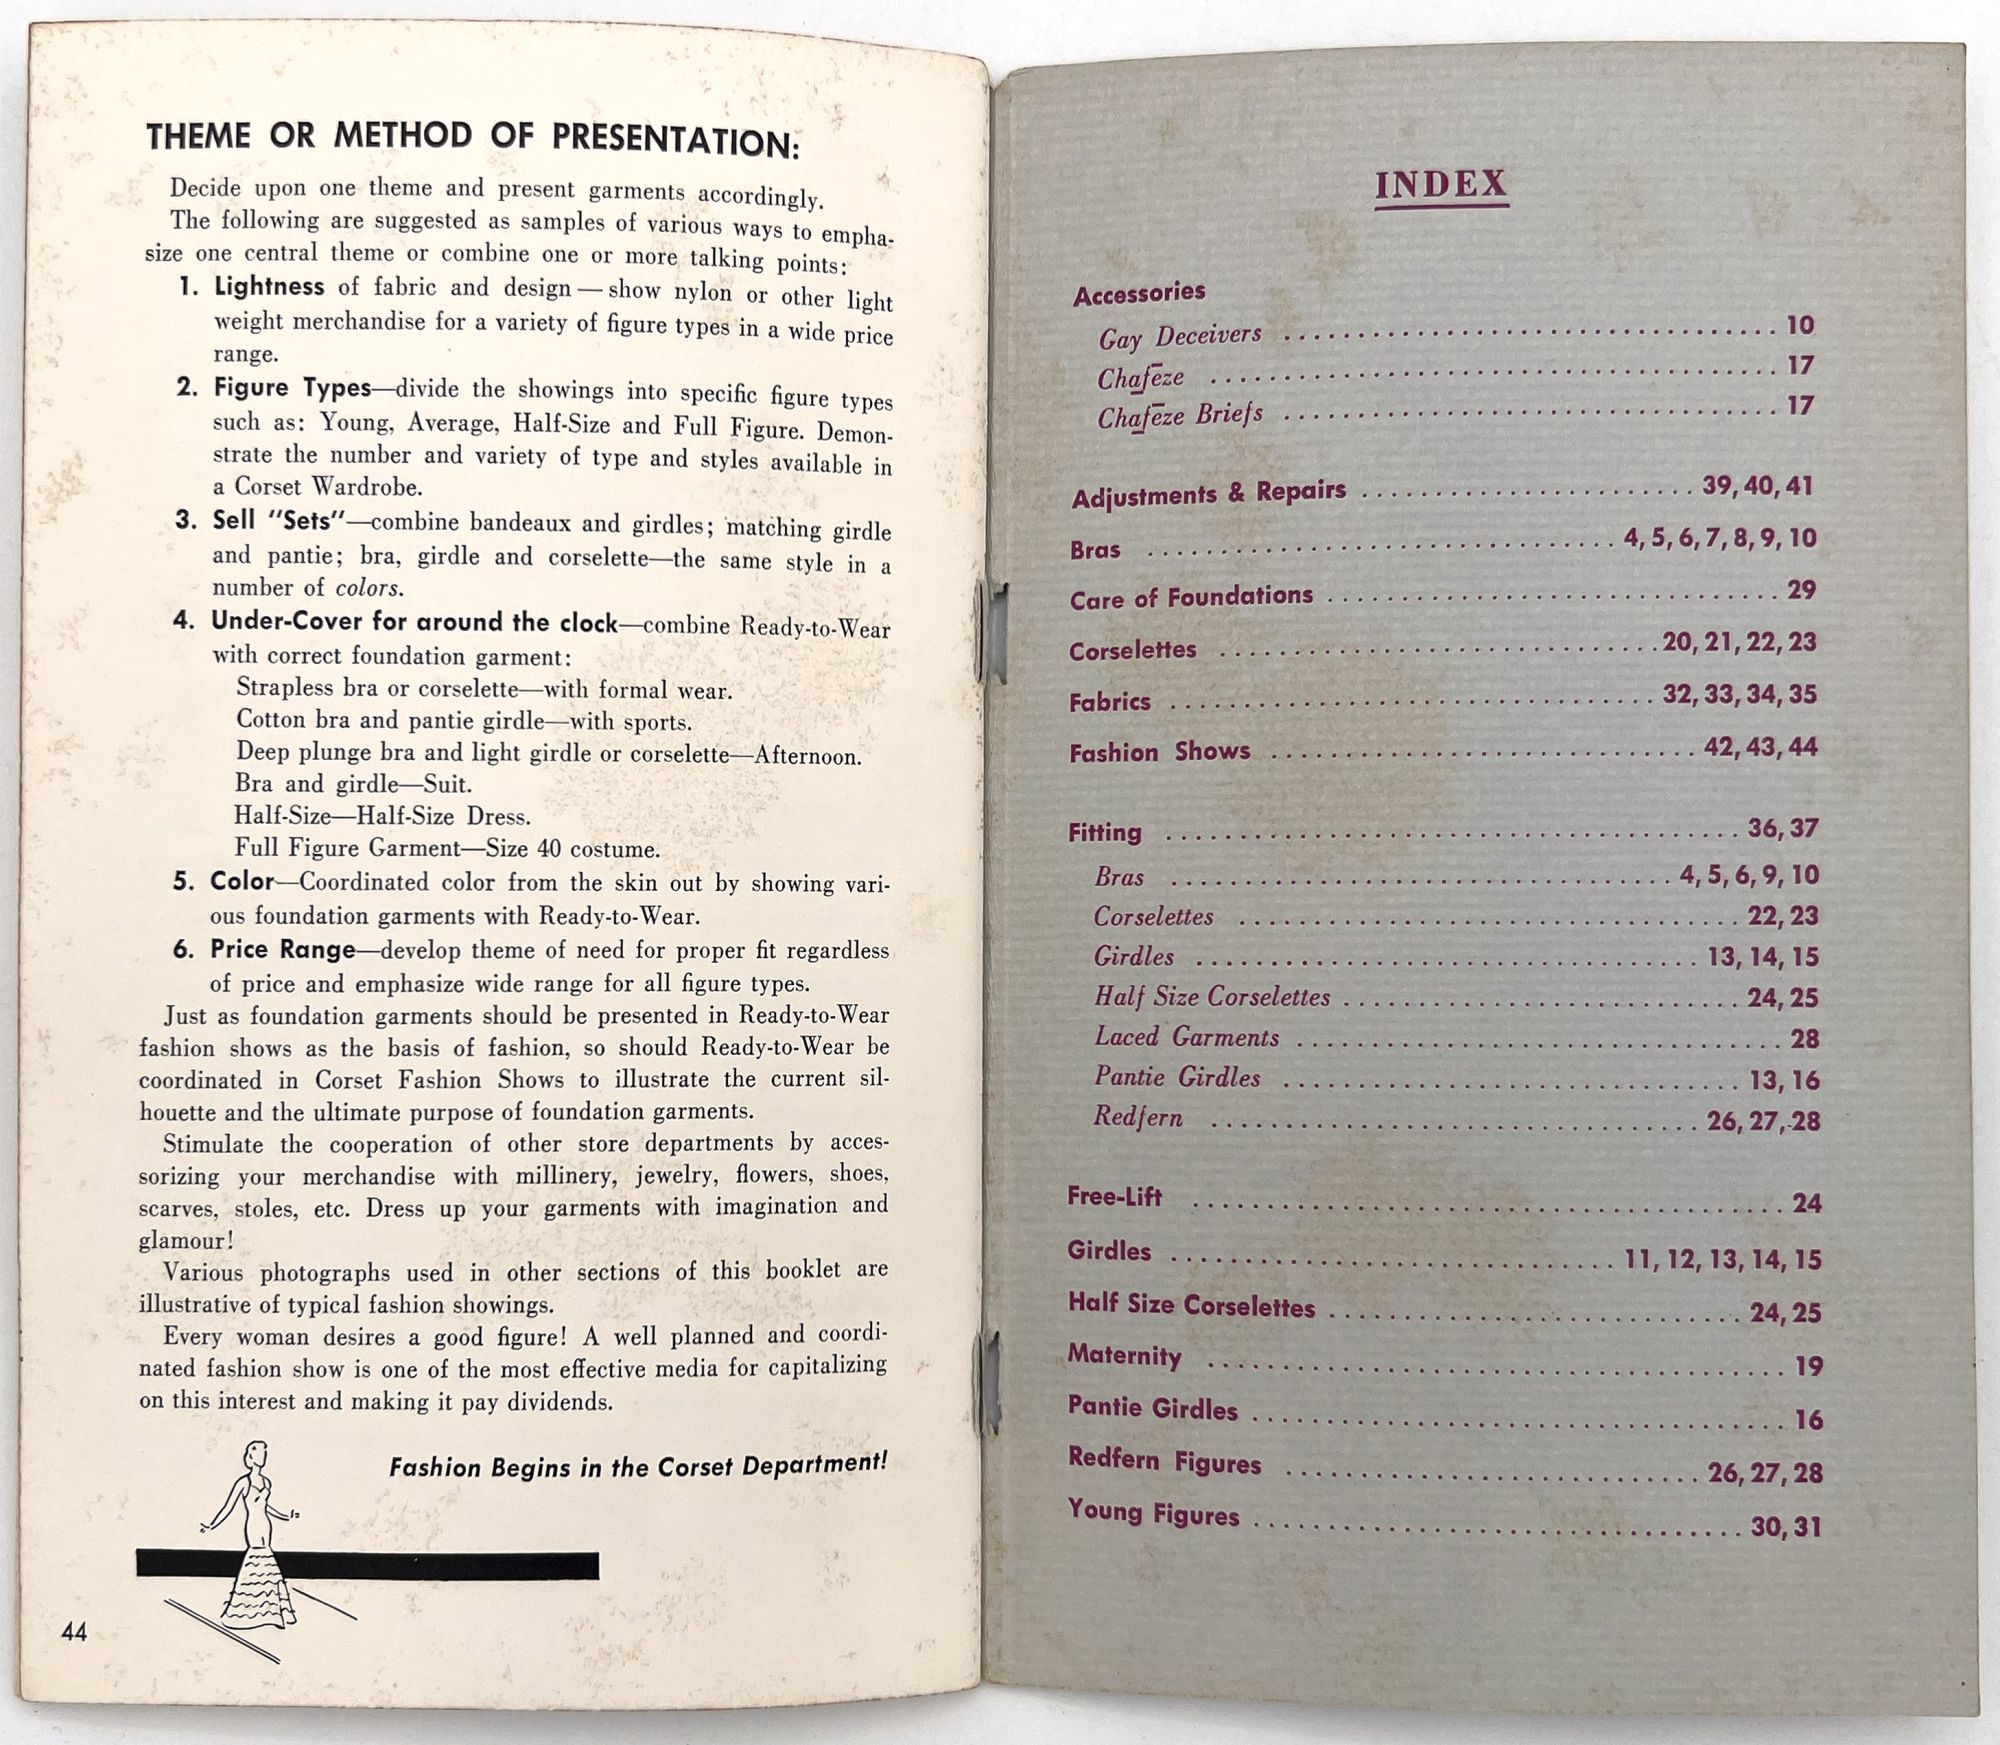 THEME OR METHOD OF PRESENTATION:
Decide upon one theme and present garments accordingly.
The following are suggested as samples of various ways to empha-
size one central theme or combine one or more talking points:
1. Lightness of fabric and design — show nylon or other light
weight merchandise for a variety of figure types in a wide price
range.
2. Figure Types—divide the showings into specific figure types
such as: Young, Average, Half-Size and Full Figure. Demon-
strate the number and variety of type and styles available in
a Corset Wardrobe.
3. Sell "Sets"—combine bandeaux and girdles; matching girdle
and pantie; bra, girdle and corselette—the same style in a
number of colors.
4. Under-Cover for around the clock—combine Ready-to-Wear
with correct foundation garment:
Strapless bra or corselette—with formal wear.
Cotton bra and pantie girdle—with sports.
Deep plunge bra and light girdle or corselette—Afternoon.
Bra and girdle—Suit.
Half-Size—Half-Size Dress.
Full Figure Garment—Size 40 costume.
5. Color—Coordinated color from the skin out by showing vari-
ous foundation garments with Ready-to-Wear.
6. Price Range—develop theme of need for proper fit regardless
of price and emphasize wide range for all figure types.
Just as foundation garments should be presented in Ready-to-Wear
fashion shows as the basis of fashion, so should Ready-to-Wear be
coordinated in Corset Fashion Shows to illustrate the current sil-
houette and the ultimate purpose of foundation garments.
Stimulate the cooperation of other store departments by acces-
sorizing your merchandise with millinery, jewelry, flowers, shoes,
scarves, stoles, etc. Dress up your garments with imagination and
glamour!
Various photographs used in other sections of this booklet are
illustrative of typical fashion showings.
Every woman desires a good figure! A well planned and coordi-
nated fashion show is one of the most effective media for capitalizing
on this interest and making it pay dividends.
Fashion Begins in the Corset Department!
44
INDEX
Accessories
Gay Deceivers 10
Chafēze 17
Chafēze Briefs 17
Adjustments & Repairs 39, 40, 41
Bras 4, 5, 6, 7, 8, 9, 10
Care of Foundations 29
Corselettes 20, 21, 22, 23
Fabrics 32, 33, 34, 35
Fashion Shows 42, 43, 44
Fitting 36, 37
Bras 4, 5, 6, 9, 10
Corselettes 22, 23
Girdles 13, 14, 15
Half Size Corselettes 24, 25
Laced Garments 28
Pantie Girdles 13, 16
Redfern 26, 27, 28
Free-Lift 24
Girdles 11, 12, 13, 14, 15
Half Size Corselettes 24, 25
Maternity 19
Pantie Girdles 16
Redfern Figures 26, 27, 28
Young Figures 30, 31